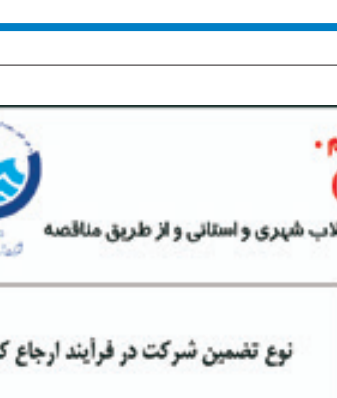 لاب شهری و استانی و از طریق مناقصه
نوع تضمین شرکت در فرآیند ارجاع ک